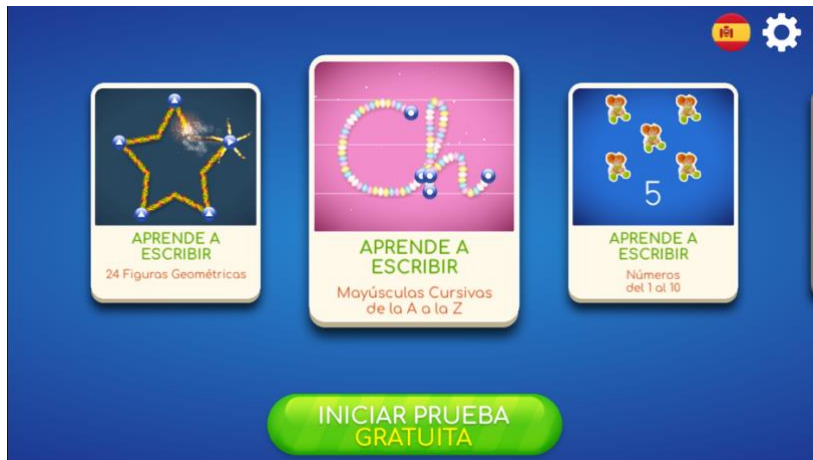 APRENDE A
ESCRIBIR
24 Figuras Geométricas
Ch
APRENDE A
ESCRIBIR
Mayúsculas Cursivas
de la A a la Z
5
APRENDE A
ESCRIBIR
Números
del 1 al 10
INICIAR PRUEBA
GRATUITA